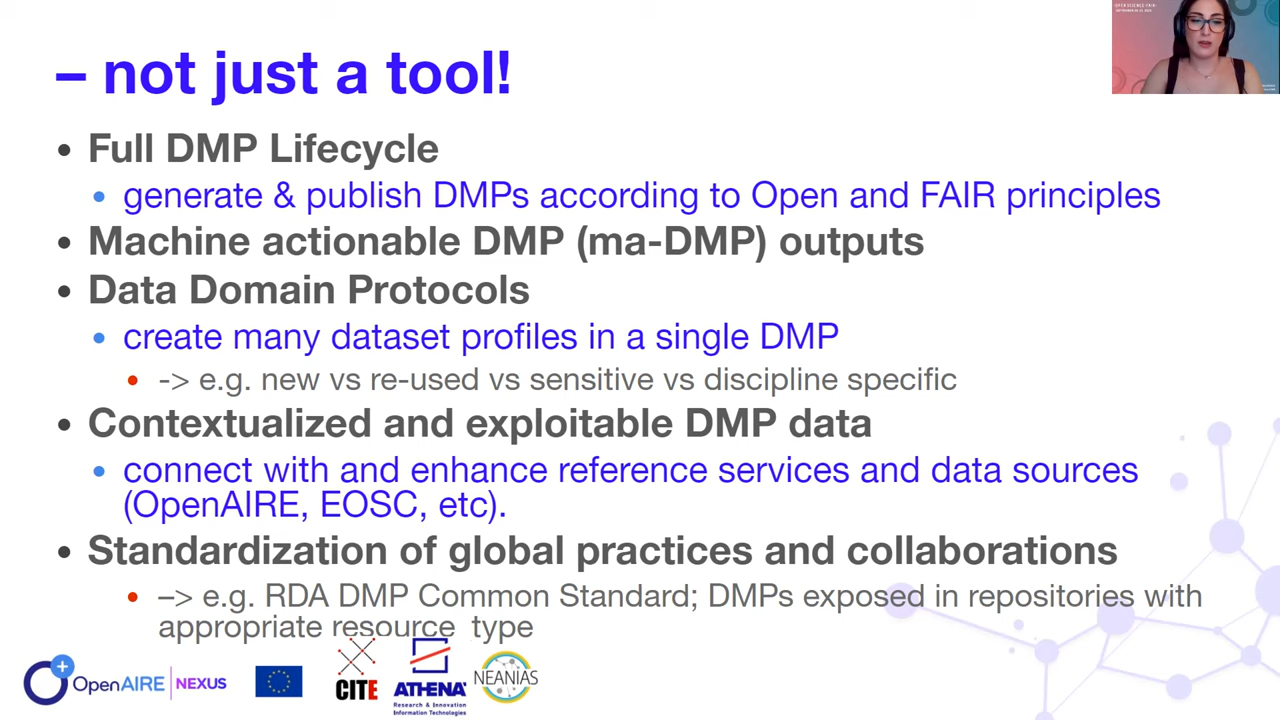 – not just a tool!
OPEN SCIENCE FAIR
• Full DMP Lifecycle
• generate & publish DMPs according to Open and FAIR principles
• Machine actionable DMP (ma-DMP) outputs
• Data Domain Protocols
• create many dataset profiles in a single DMP
• -> e.g. new vs re-used vs sensitive vs discipline specific
• Contextualized and exploitable DMP data
• connect with and enhance reference services and data sources
(OpenAIRE, EOSC, etc).
• Standardization of global practices and collaborations
• –> e.g. RDA DMP Common Standard; DMPs exposed in repositories with
appropriate resource type
OpenAIRE | NEXUS
CITE
ATHENA
Research & Innovation
Information Technologies
NEANIAS